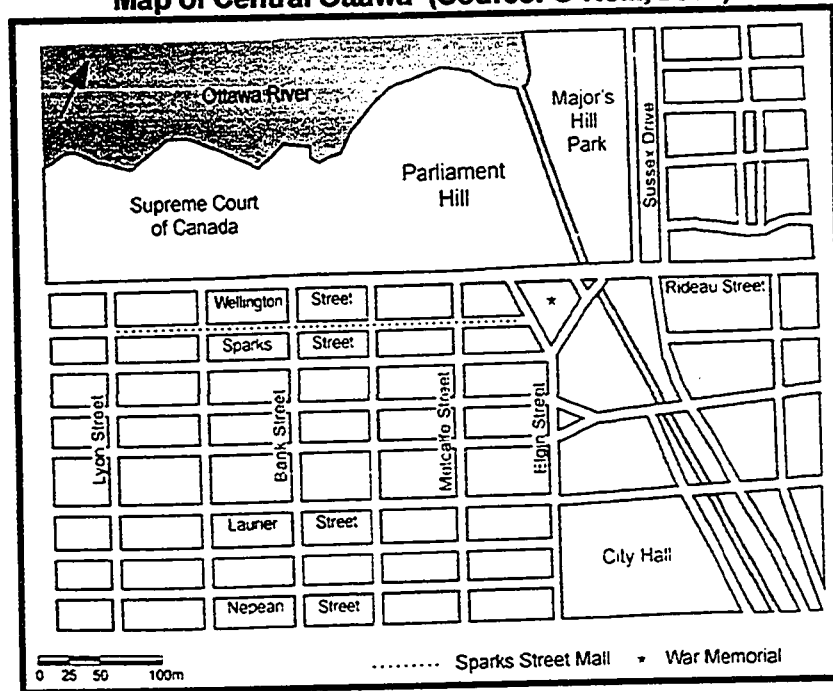 Map of Central Ottawa (Source:
Ottawa River
Major's
Hill
Park
Sussex Drive
Parliament
Hill
Supreme Court
of Canada
Wellington Street
Rideau Street
Sparks Street
Lyon Street
Bank Street
Metcalfe Street
Elgin Street
Laurier Street
City Hall
Nepean Street
0 25 50 100m
Sparks Street Mall
War Memorial